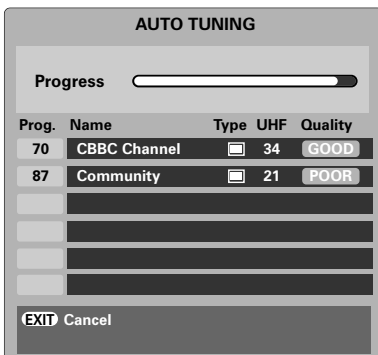 AUTO TUNING
Progress
Prog. Name Type UHF Quality
70 CBBC Channel 34 GOOD
87 Community 21 POOR
EXIT Cancel